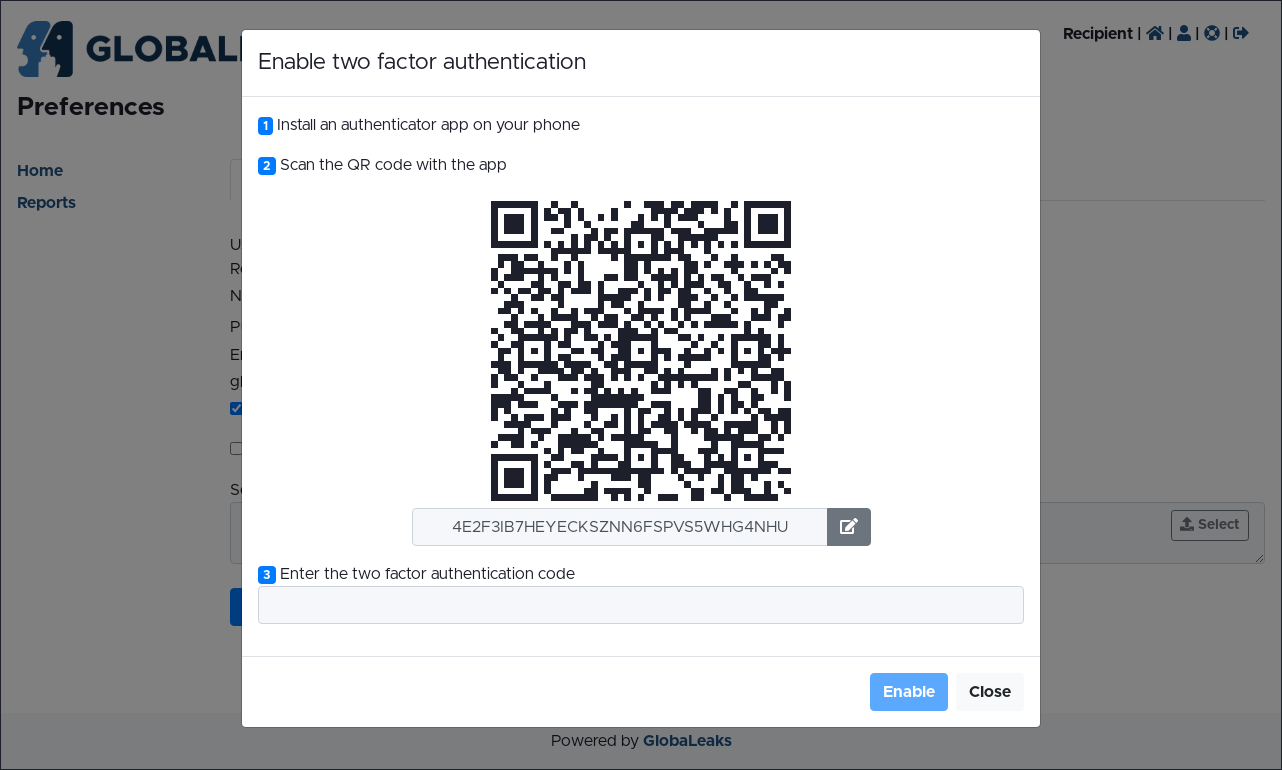 GLOBAL
Recipient | | | |
Preferences
Home
Reports
Enable two factor authentication
1 Install an authenticator app on your phone
2 Scan the QR code with the app
4E2F3IB7HEYECKSZNN6FSPVS5WHG4NHU
3 Enter the two factor authentication code
Select
Enable Close
Powered by GlobaLeaks